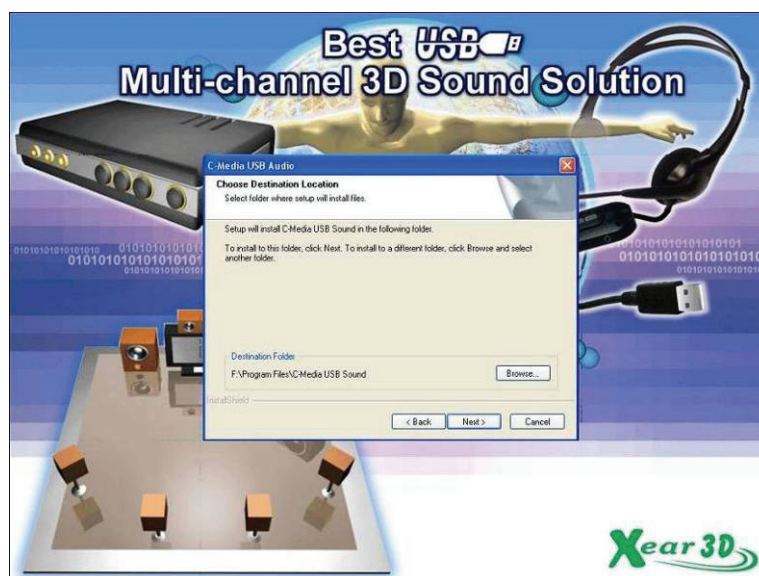 Best USB
Multi-channel 3D Sound Solution
C-Media USB Audio
Choose Destination Location
Select folder where setup will install files.
Setup will install C-Media USB Sound in the following folder.
To install to this folder, click Next. To install to a different folder, click Browse and select
another folder.
0101010101010
Destination Folder
F:\Program Files\C-Media USB Sound
Browse...
InstallShield
< Back
Next >
Cancel
Xear 3D